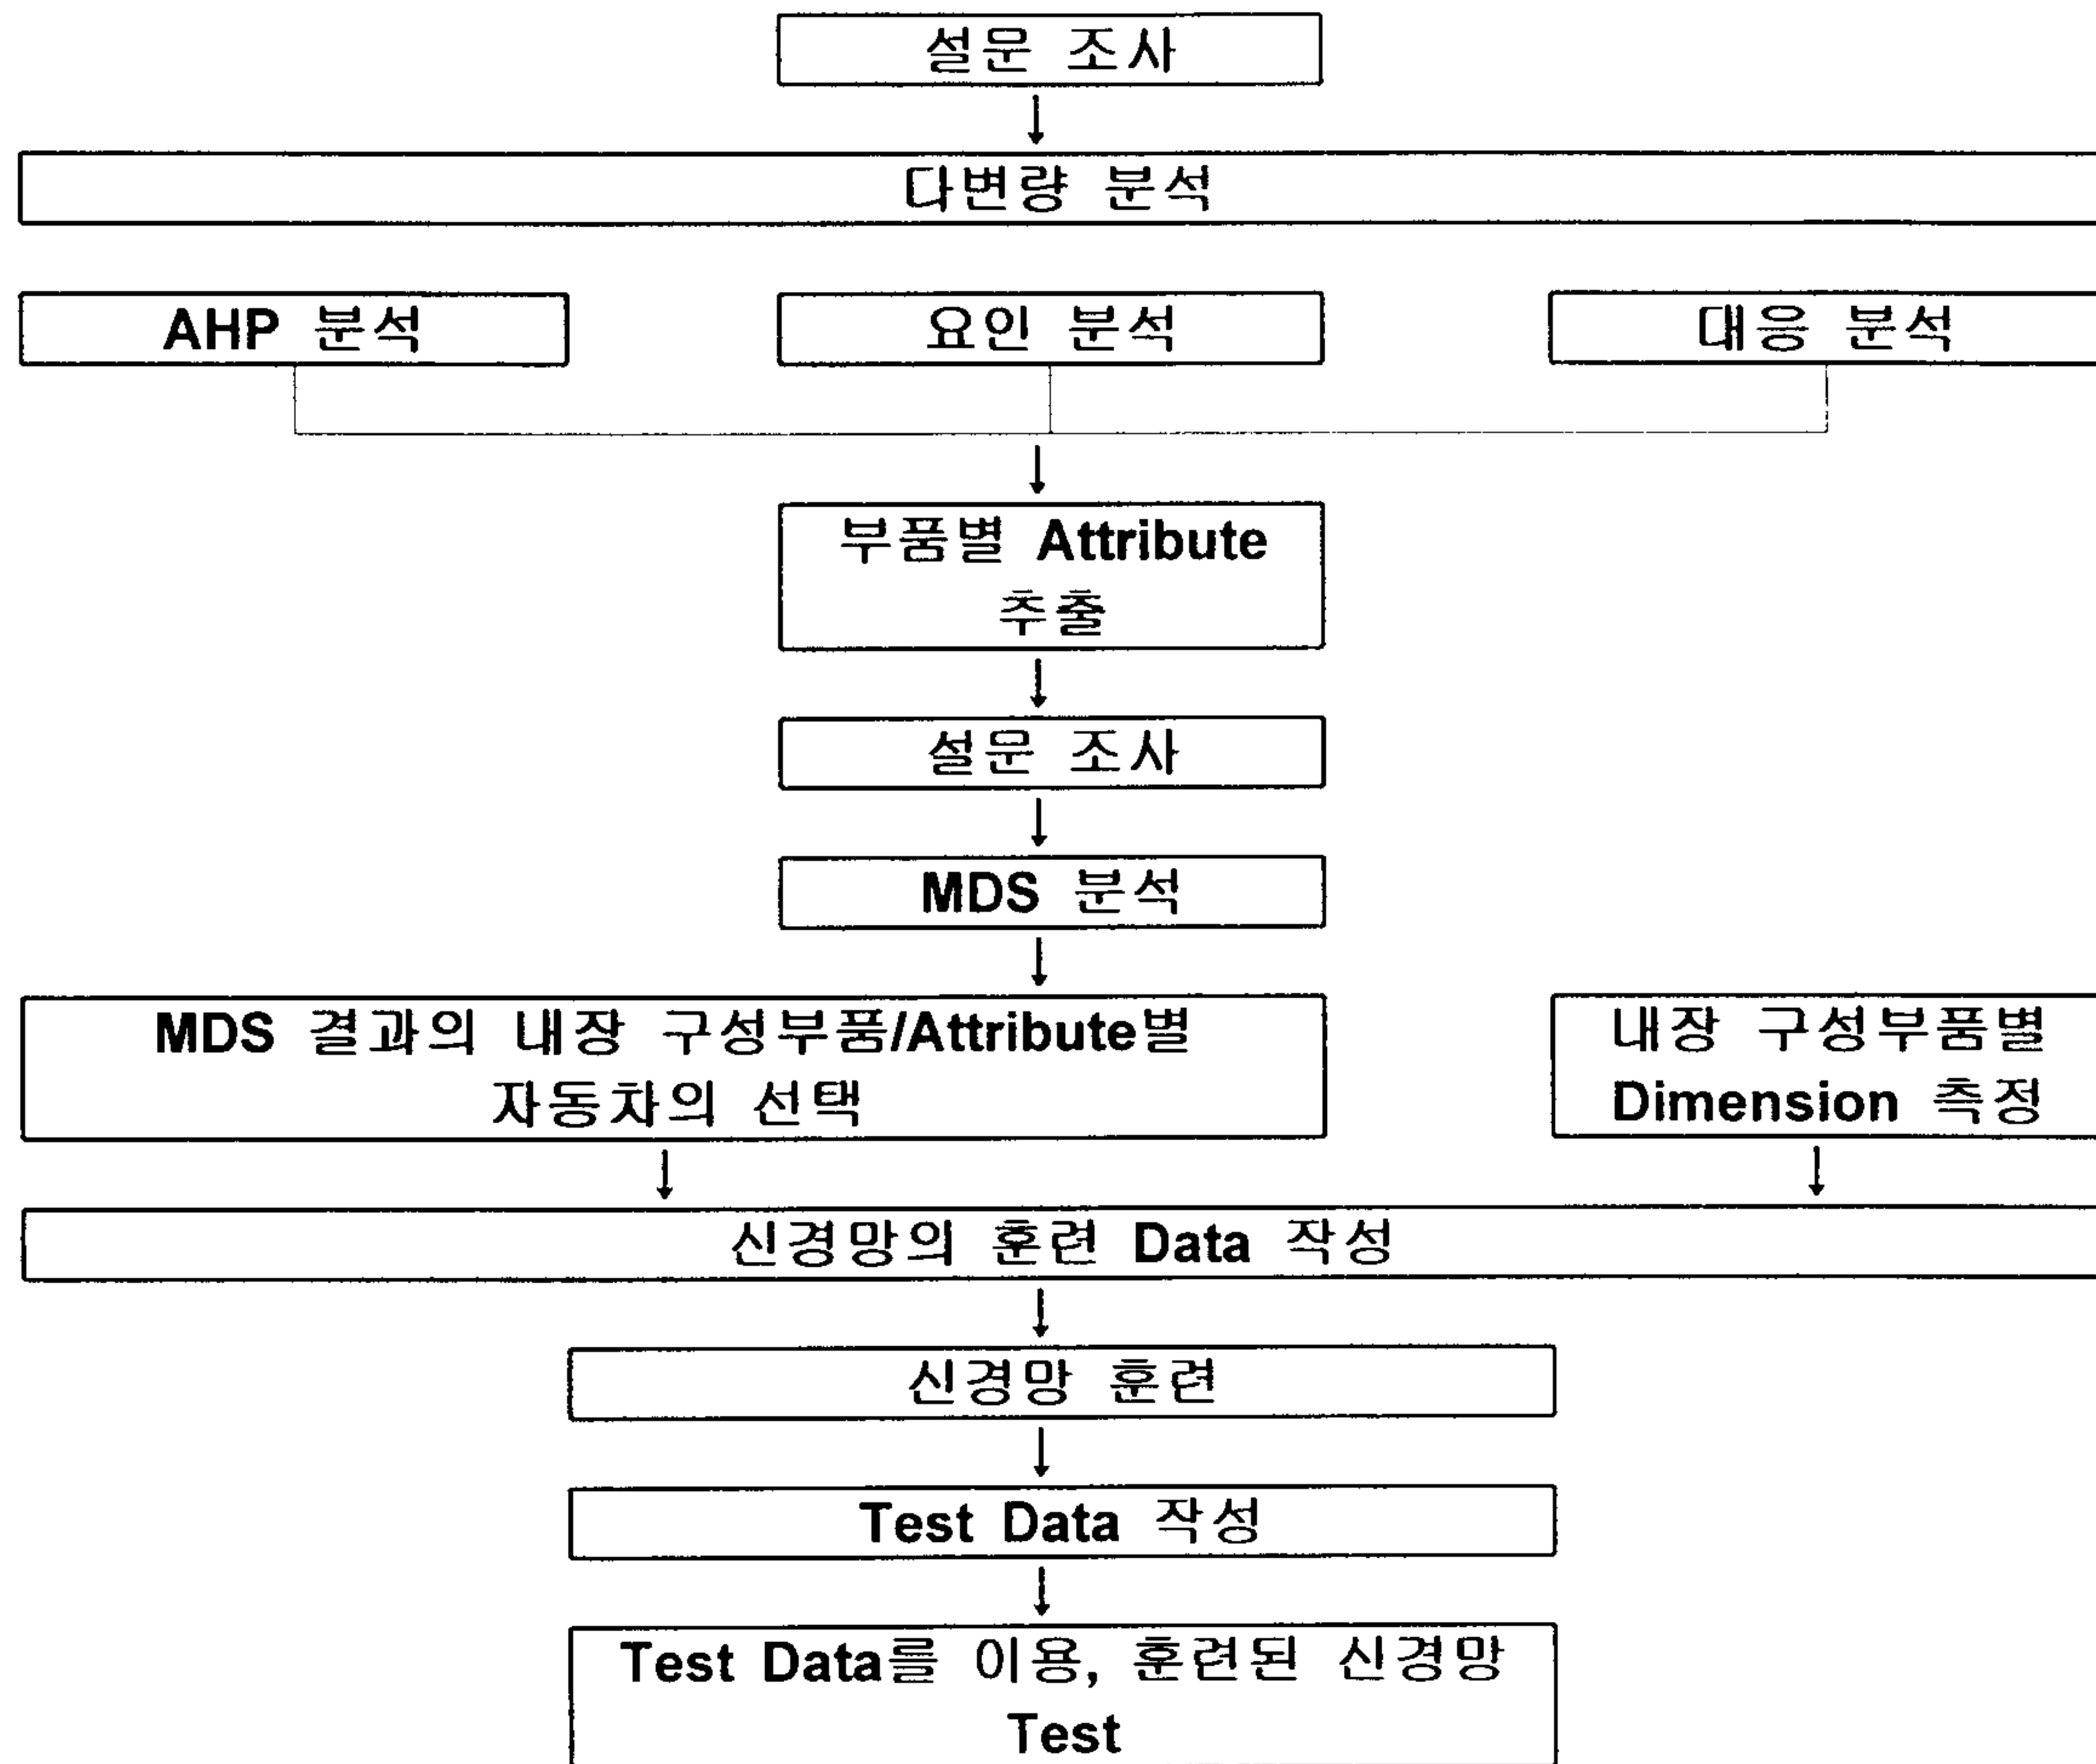 설문 조사
다변량 분석
AHP 분석
요인 분석
대응 분석
부품별 Attribute
추출
설문 조사
MDS 분석
MDS 결과의 내장 구성부품/Attribute별
자동차의 선택
내장 구성부품별
Dimension 측정
신경망의 훈련 Data 작성
신경망 훈련
Test Data 작성
Test Data를 이용, 훈련된 신경망
Test